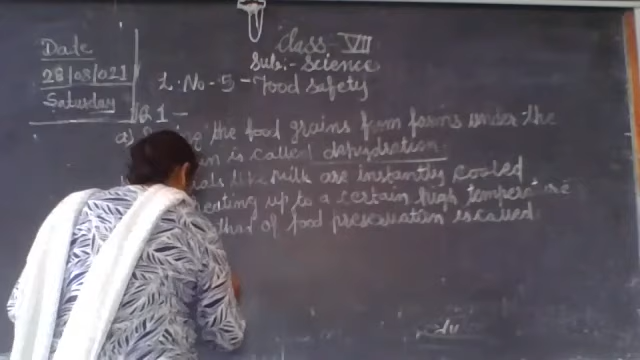 Date
28/08/021
Saturday
Class - VII
Sub:- Science
L. No - 5 - Food Safety
Q 1 -
a) the food grains from farms under the
is called dehydration.
like milk are instantly cooled
up to a certain high temperature
of food preservation is called